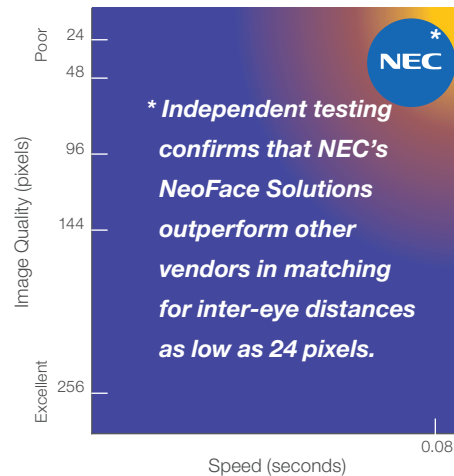 Poor
24
48
96
144
256
Excellent
Image Quality (pixels)
*
NEC
* Independent testing
confirms that NEC's
NeoFace Solutions
outperform other
vendors in matching
for inter-eye distances
as low as 24 pixels.
0.08
Speed (seconds)